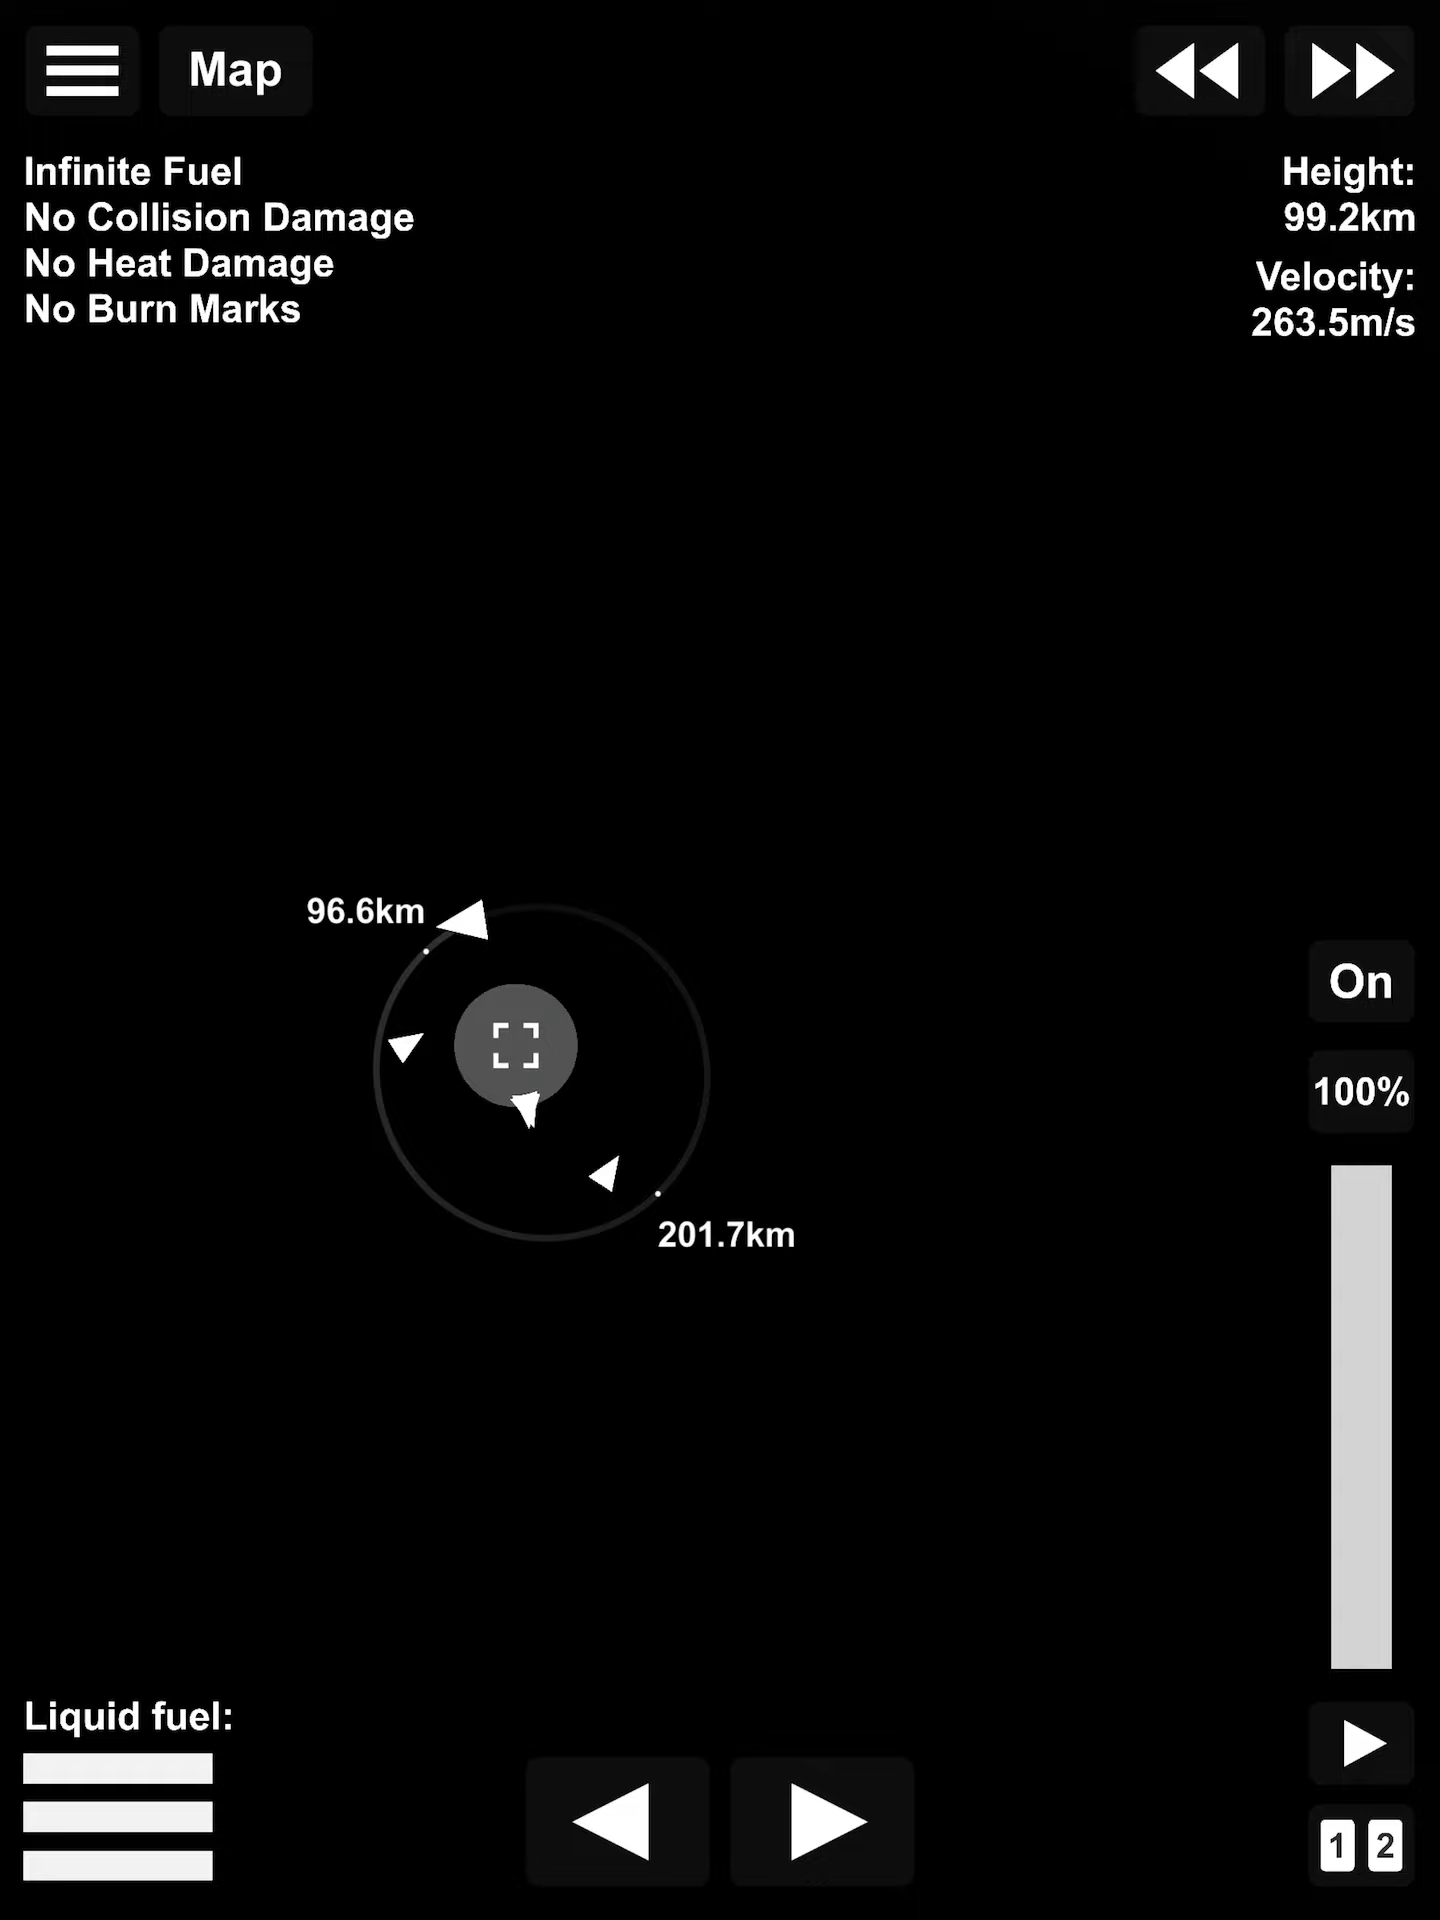 Map
Infinite Fuel
No Collision Damage
No Heat Damage
No Burn Marks
Height:
99.2km
Velocity:
263.5m/s
96.6km
201.7km
On
100%
Liquid fuel:
1 2